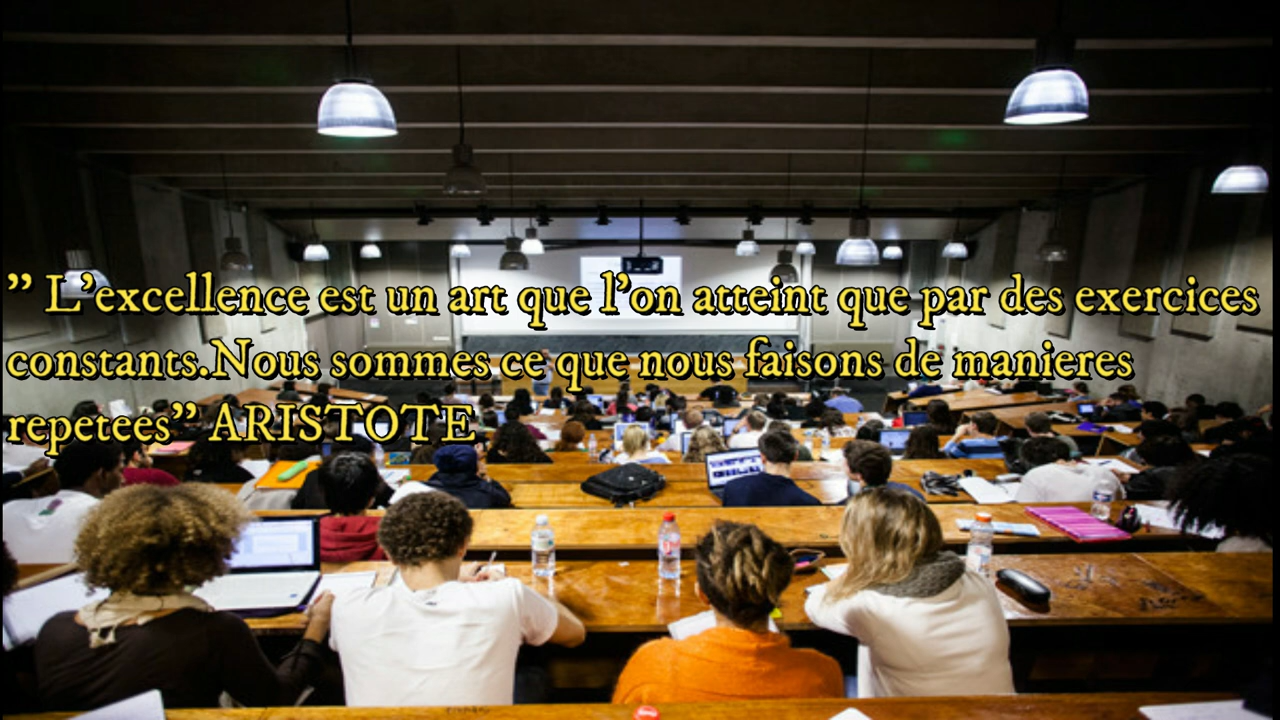 ” L’excellence est un art que l’on atteint que par des exercices
constants.Nous sommes ce que nous faisons de manieres
repetees” ARISTOTE